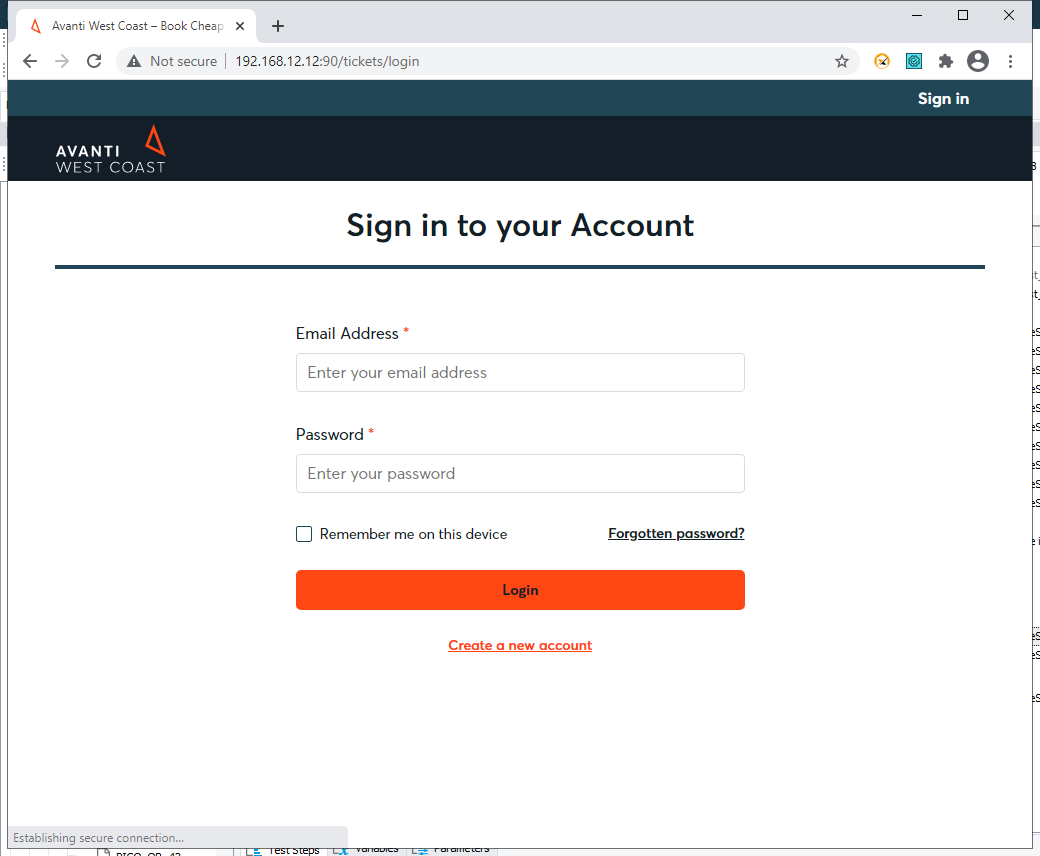 Avanti West Coast – Book Cheap
Not secure
192.168.12.12:90/tickets/login
Sign in
AVANTI
WEST COAST
Sign in to your Account
Email Address *
Enter your email address
Password *
Enter your password
Remember me on this device
Forgotten password?
Login
Create a new account
Establishing secure connection...
Test Steps
Variables
Parameters